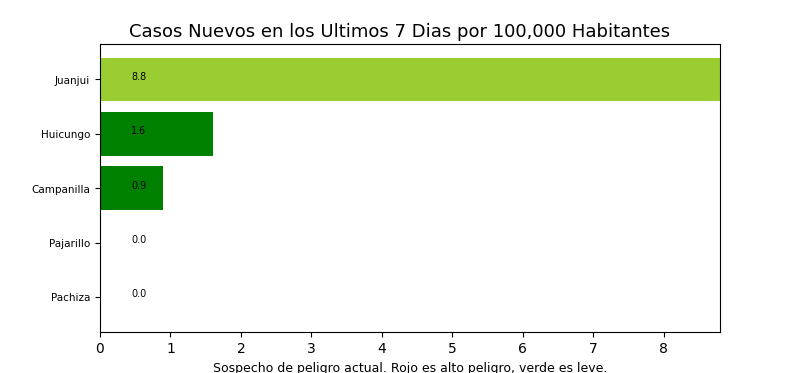 Casos Nuevos en los Ultimos 7 Dias por 100,000 Habitantes
Juanjui 8.8
Huicungo 1.6
Campanilla 0.9
Pajarillo 0.0
Pachiza 0.0
0 1 2 3 4 5 6 7 8
Sospecho de peligro actual. Rojo es alto peligro, verde es leve.